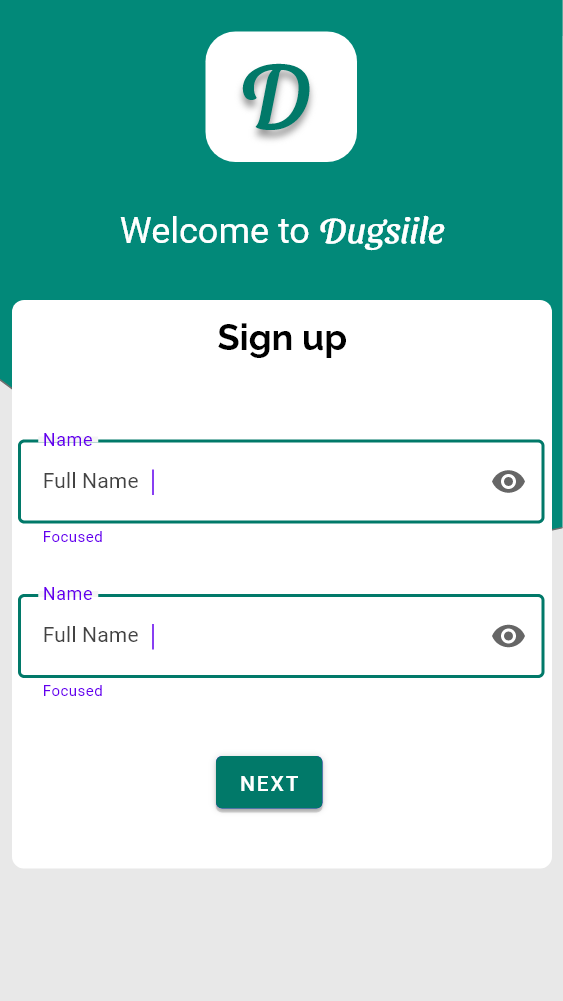 D
Welcome to Dugsiile
Sign up
Name
Full Name
Focused
Name
Full Name
Focused
NEXT